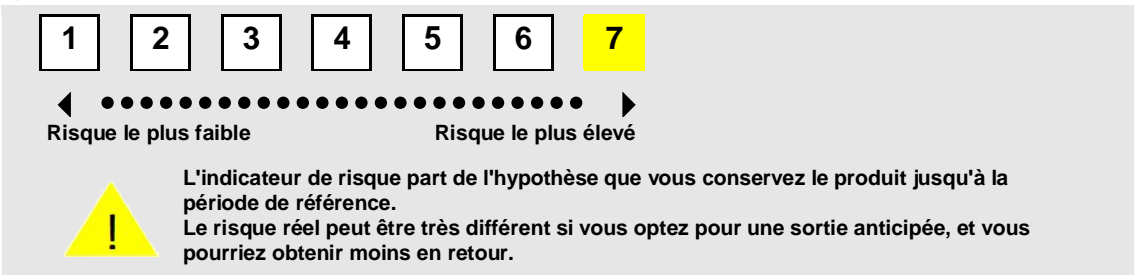 1 2 3 4 5 6 7
Risque le plus faible Risque le plus élevé
!
L'indicateur de risque part de l'hypothèse que vous conservez le produit jusqu'à la
période de référence.
Le risque réel peut être très différent si vous optez pour une sortie anticipée, et vous
pourriez obtenir moins en retour.